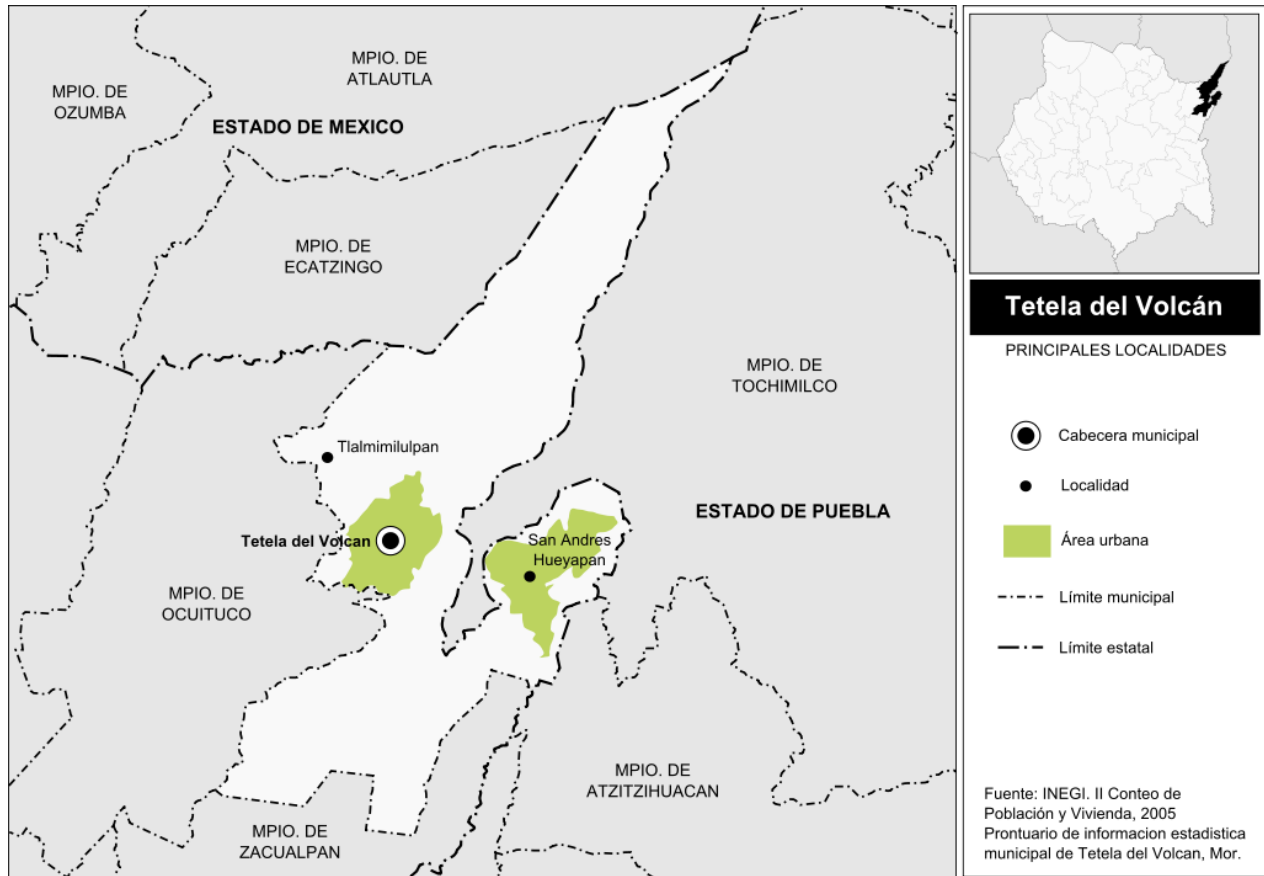 MPIO. DE
ATLAUTLA
MPIO. DE
OZUMBA
ESTADO DE MEXICO
MPIO. DE
ECATZINGO
MPIO. DE
TOCHIMILCO
Tlalmimilulpan
ESTADO DE PUEBLA
Tetela del Volcan
San Andres
Hueyapan
MPIO. DE
OCUITUCO
MPIO. DE
ATZITZIHUACAN
MPIO. DE
ZACUALPAN
Tetela del Volcán
PRINCIPALES LOCALIDADES
Cabecera municipal
Localidad
Área urbana
Límite municipal
Límite estatal
Fuente: INEGI. II Conteo de
Población y Vivienda, 2005
Prontuario de informacion estadistica
municipal de Tetela del Volcan, Mor.